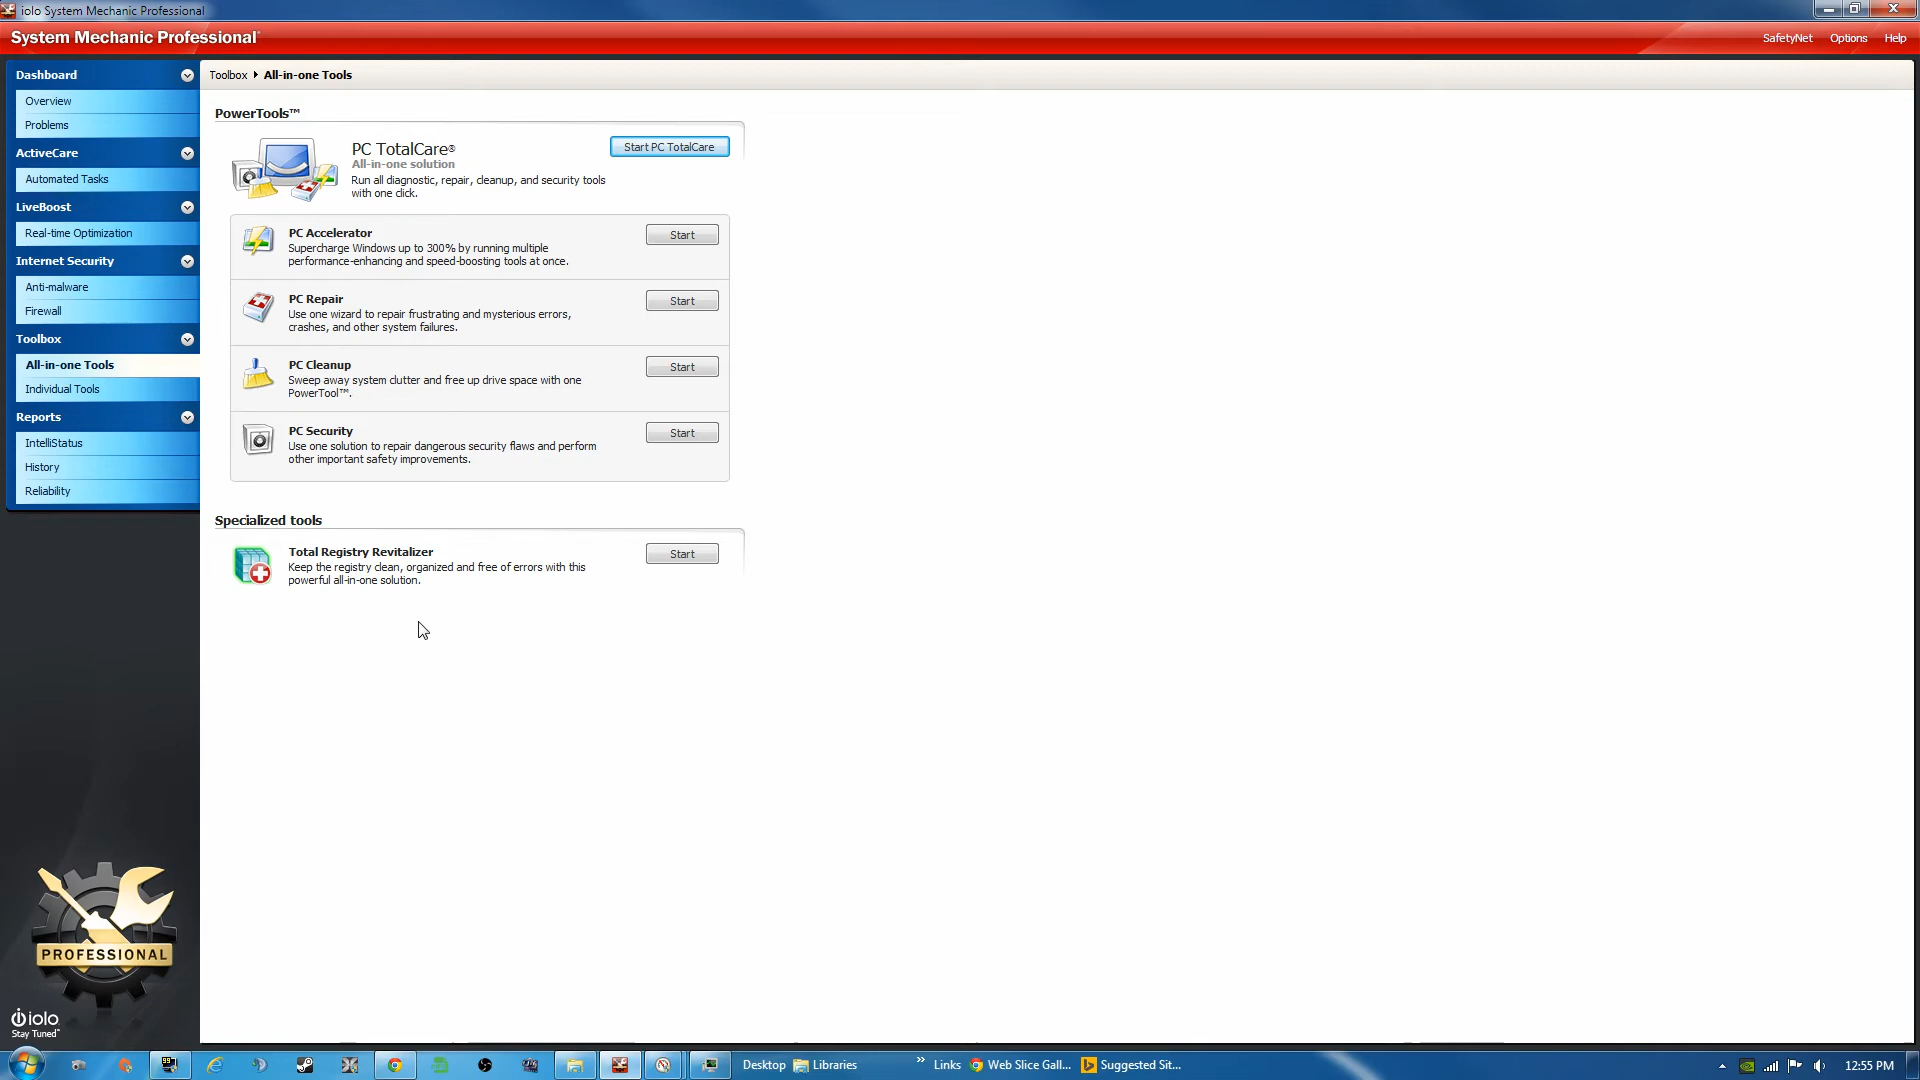 iolo System Mechanic Professional
System Mechanic Professional
SafetyNet Options Help
Dashboard
Overview
Problems
ActiveCare
Automated Tasks
LiveBoost
Real-time Optimization
Internet Security
Anti-malware
Firewall
Toolbox
All-in-one Tools
Individual Tools
Reports
IntelliStatus
History
Reliability
PROFESSIONAL
iolo
Stay Tuned™
Toolbox All-in-one Tools
PowerTools™
PC TotalCare®
All-in-one solution
Run all diagnostic, repair, cleanup, and security tools
with one click.
Start PC TotalCare
PC Accelerator
Supercharge Windows up to 300% by running multiple
performance-enhancing and speed-boosting tools at once.
Start
PC Repair
Use one wizard to repair frustrating and mysterious errors,
crashes, and other system failures.
Start
PC Cleanup
Sweep away system clutter and free up drive space with one
PowerTool™.
Start
PC Security
Use one solution to repair dangerous security flaws and perform
other important safety improvements.
Start
Specialized tools
Total Registry Revitalizer
Keep the registry clean, organized and free of errors with this
powerful all-in-one solution.
Start
Desktop Libraries » Links Web Slice Gall... Suggested Sit... 12:55 PM